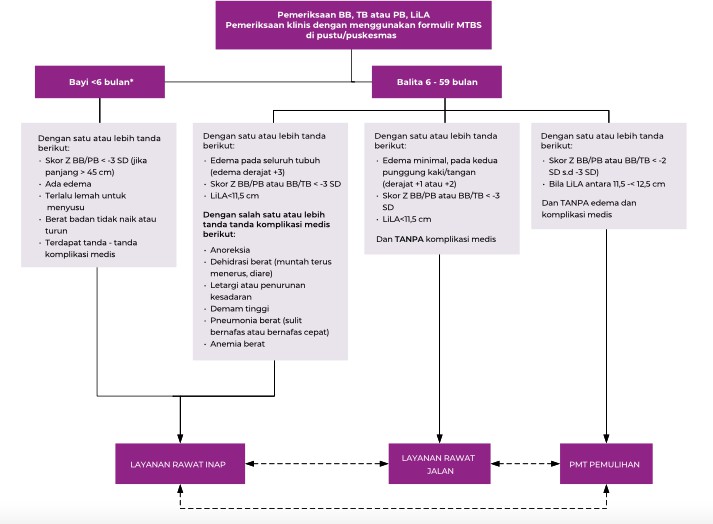 Pemeriksaan BB, TB atau PB, LiLA
Pemeriksaan klinis dengan menggunakan formulir MTBS
di pustu/puskesmas
Bayi <6 bulan*
Balita 6 - 59 bulan
Dengan satu atau lebih tanda
berikut:
· Skor Z BB/PB < -3 SD (jika
panjang > 45 cm)
· Ada edema
· Terlalu lemah untuk
menyusu
· Berat badan tidak naik atau
turun
· Terdapat tanda - tanda
komplikasi medis
Dengan satu atau lebih tanda
berikut:
· Edema pada seluruh tubuh
(edema derajat +3)
· Skor Z BB/PB atau BB/TB < -3 SD
· LiLA<11,5 cm
Dengan salah satu atau lebih
tanda tanda komplikasi medis
berikut:
· Anoreksia
· Dehidrasi berat (muntah terus
menerus, diare)
· Letargi atau penurunan
kesadaran
· Demam tinggi
· Pneumonia berat (sulit
bernafas atau bernafas cepat)
· Anemia berat
Dengan satu atau lebih tanda
berikut:
· Edema minimal, pada kedua
punggung kaki/tangan
(derajat +1 atau +2)
· Skor Z BB/PB atau BB/TB < -3
SD
· LiLA<11,5 cm
Dan TANPA komplikasi medis
Dengan satu atau lebih tanda
berikut:
· Skor Z BB/PB atau BB/TB < -2
SD s.d -3 SD)
· Bila LiLA antara 11,5 -< 12,5 cm
Dan TANPA edema dan
komplikasi medis
LAYANAN RAWAT INAP
LAYANAN RAWAT
JALAN
PMT PEMULIHAN